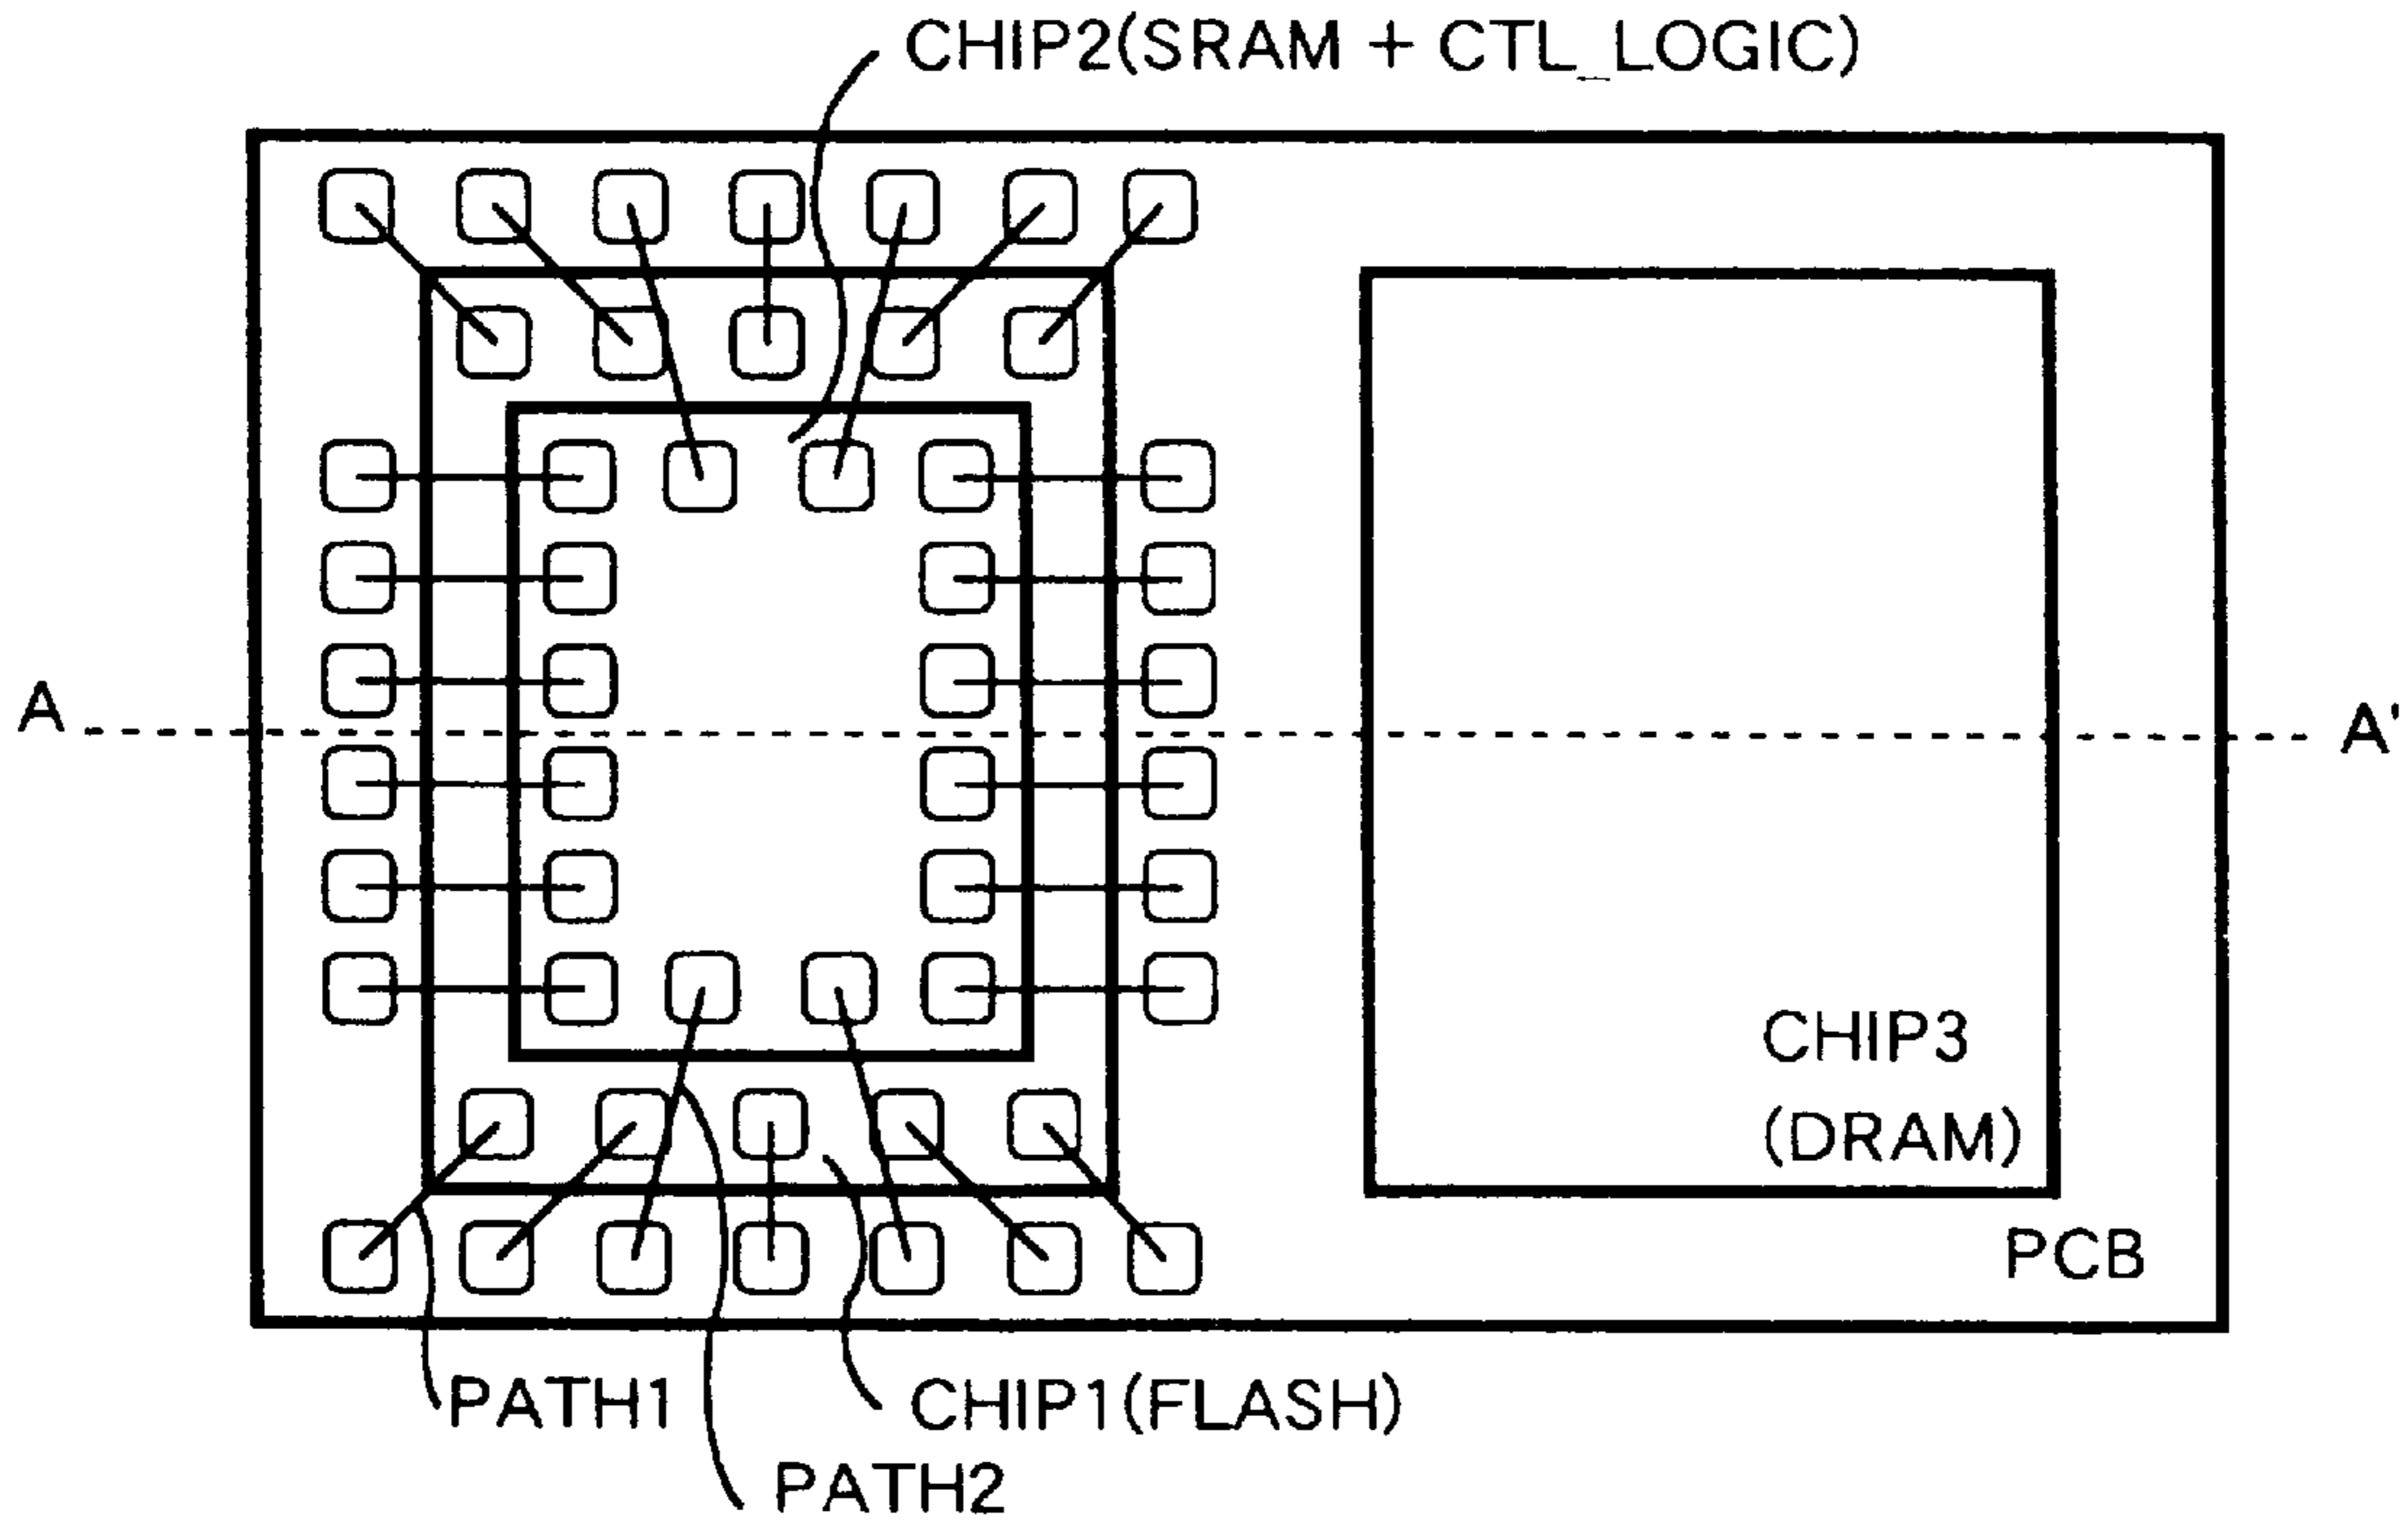 CHIP2(SRAM + CTL_LOGIC)
A
A'
CHIP3
(DRAM)
PCB
PATH1
CHIP1(FLASH)
PATH2